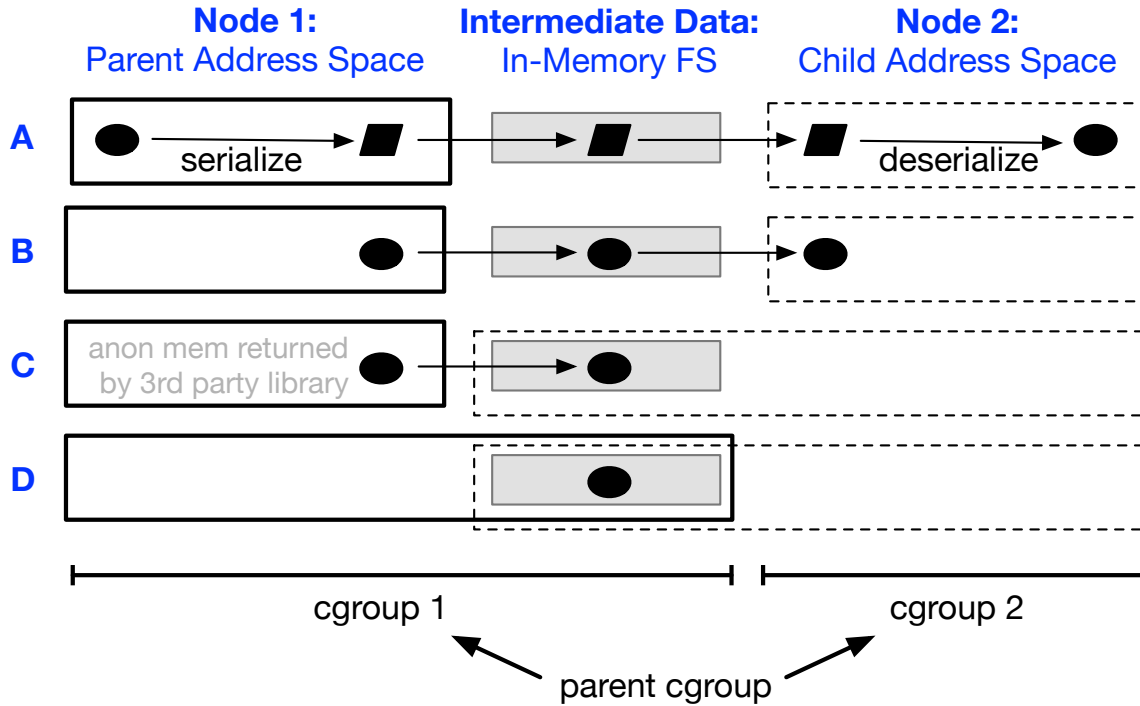 Node 1:
Parent Address Space
Intermediate Data:
In-Memory FS
Node 2:
Child Address Space
A
serialize
deserialize
B
C
anon mem returned
by 3rd party library
D
cgroup 1
cgroup 2
parent cgroup